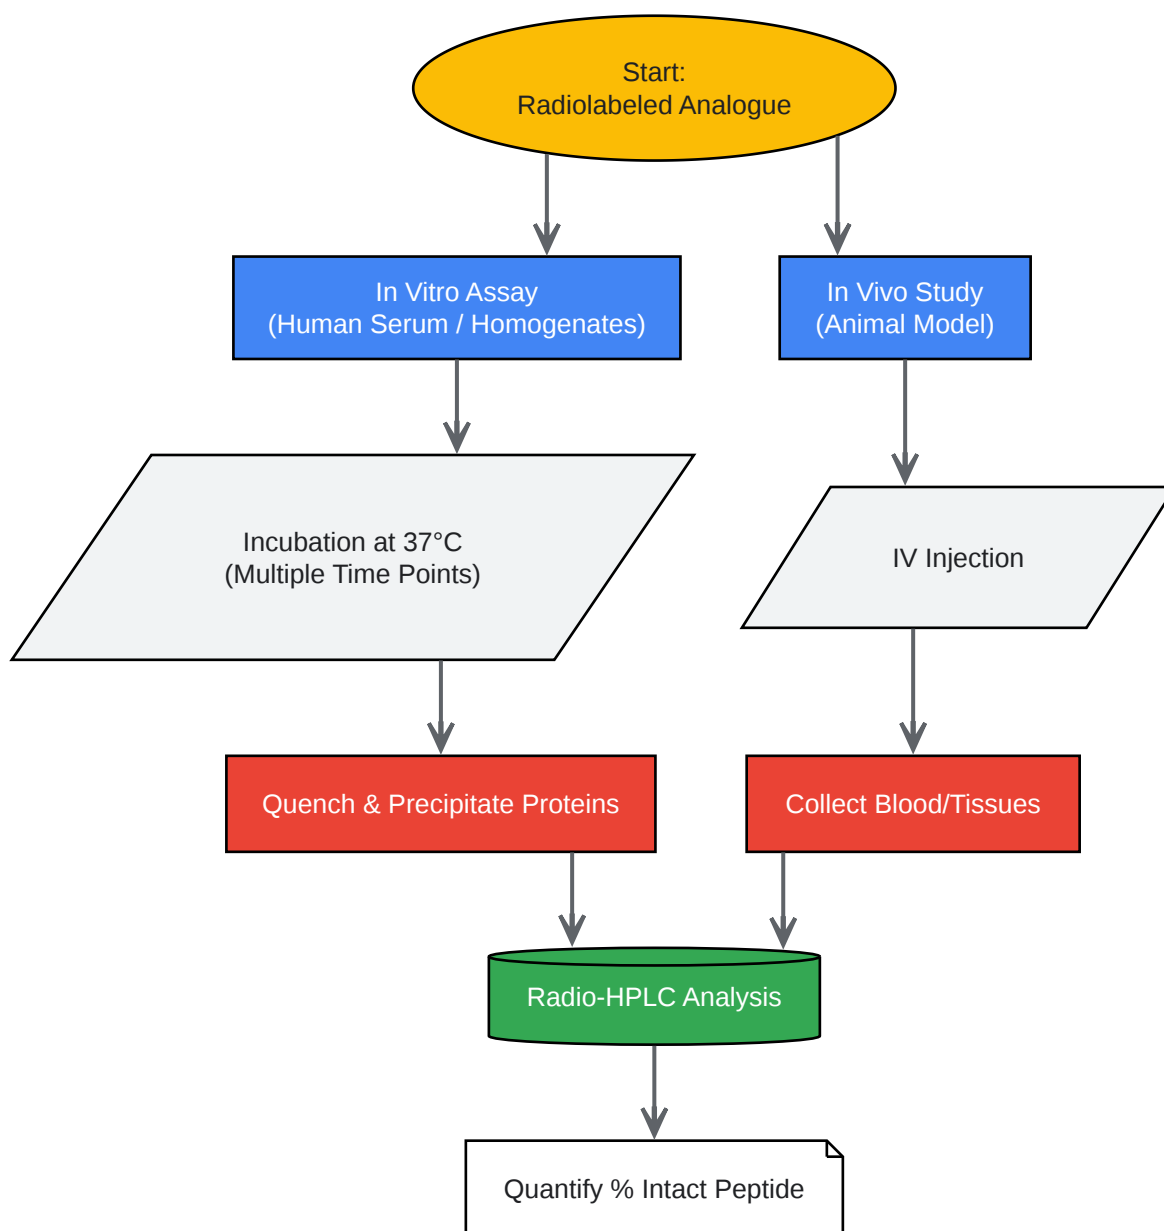 Start:
Radiolabeled Analogue
In Vitro Assay
(Human Serum / Homogenates)
In Vivo Study
(Animal Model)
Incubation at 37°C
(Multiple Time Points)
IV Injection
Quench & Precipitate Proteins
Collect Blood/Tissues
Radio-HPLC Analysis
Quantify % Intact Peptide